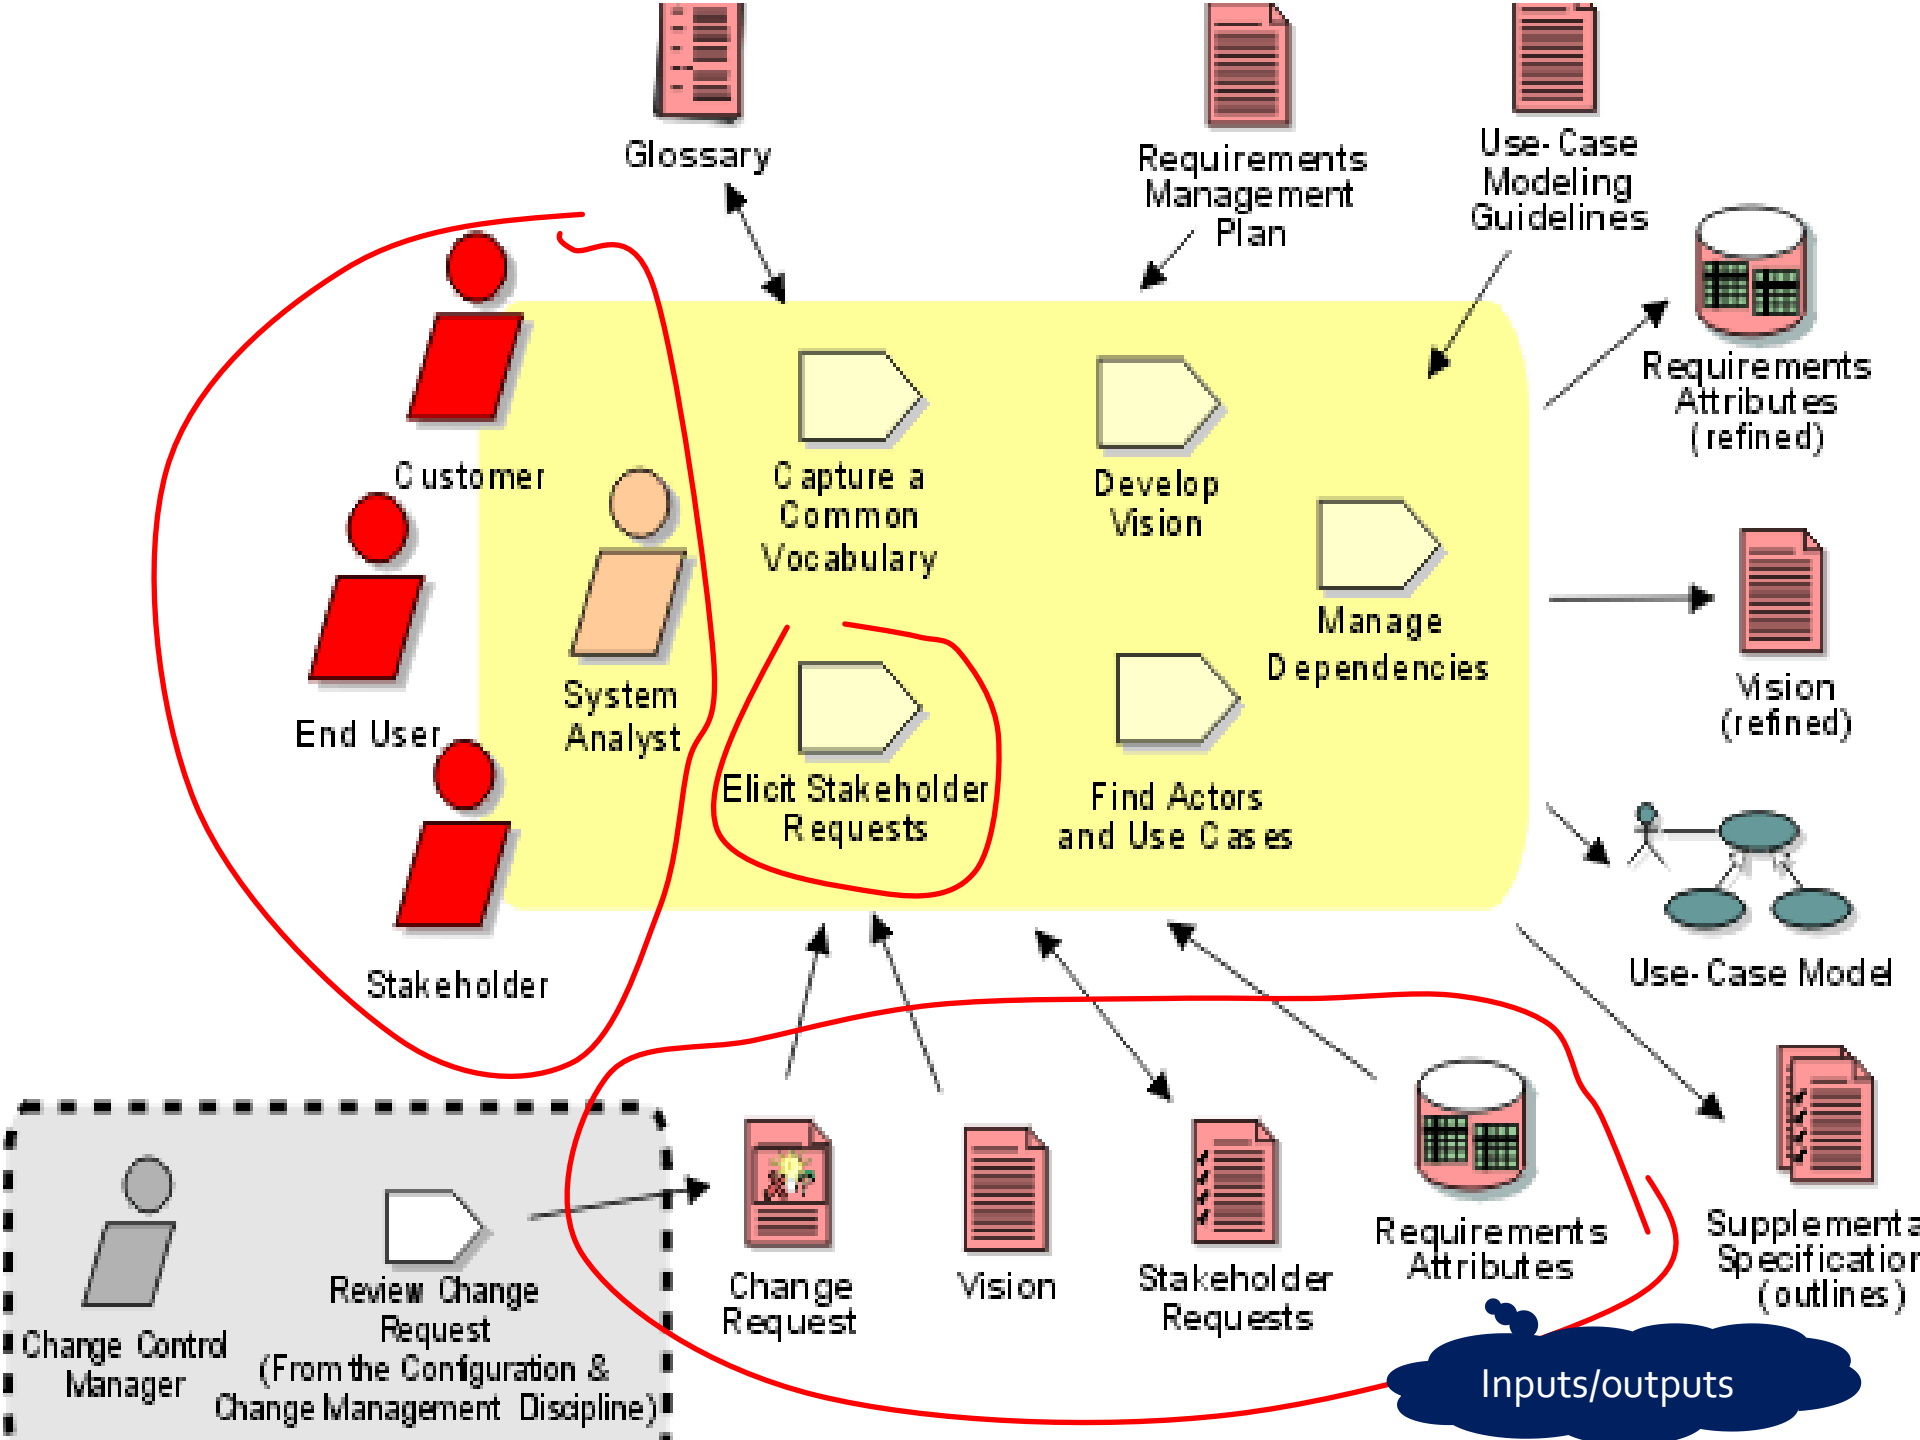 Glossary
Requirements
Management
Plan
Use-Case
Modeling
Guidelines
Requirements
Attributes
(refined)
Customer
Capture a
Common
Vocabulary
Develop
Vision
Manage
Dependencies
End User
System
Analyst
Vision
(refined)
Elicit Stakeholder
Requests
Find Actors
and Use Cases
Stakeholder
Use-Case Model
Change Control
Manager
Review Change
Request
(From the Configuration &
Change Management Discipline)
Change
Request
Vision
Stakeholder
Requests
Requirements
Attributes
Supplementa
Specification
(outlines)
Inputs/outputs